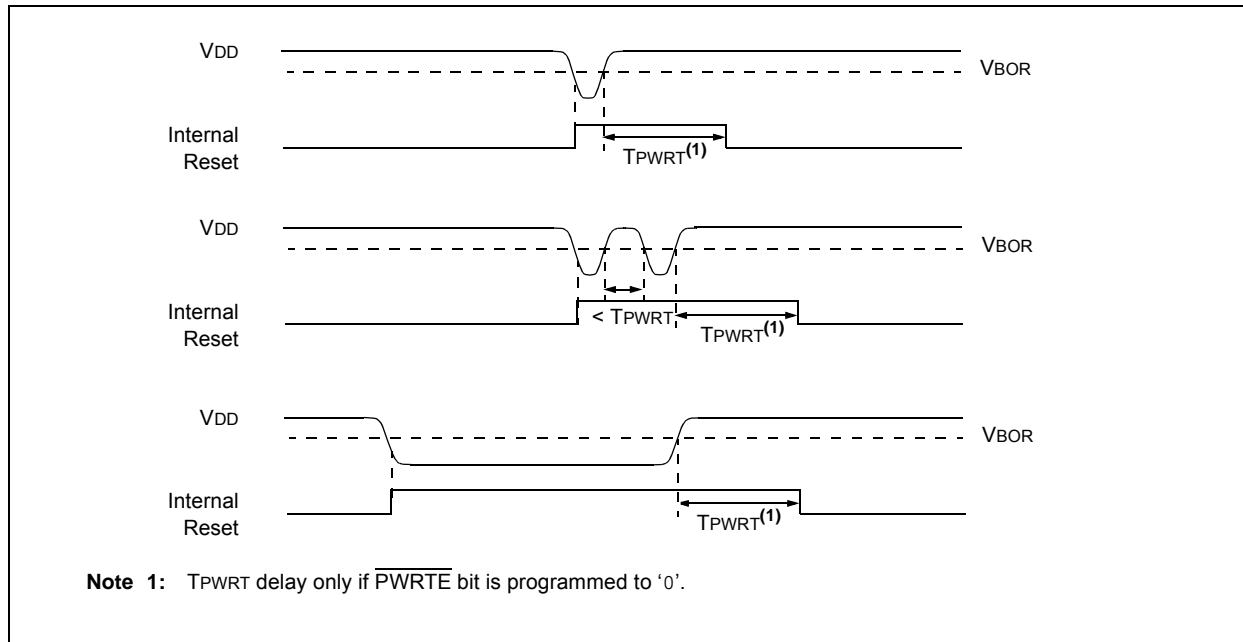 VDD
VBOR
Internal
Reset
TPWRT(1)
VDD
VBOR
Internal
Reset
< TPWRT
TPWRT(1)
VDD
VBOR
Internal
Reset
TPWRT(1)
Note 1: TPWRT delay only if PWRTE bit is programmed to ‘0’.